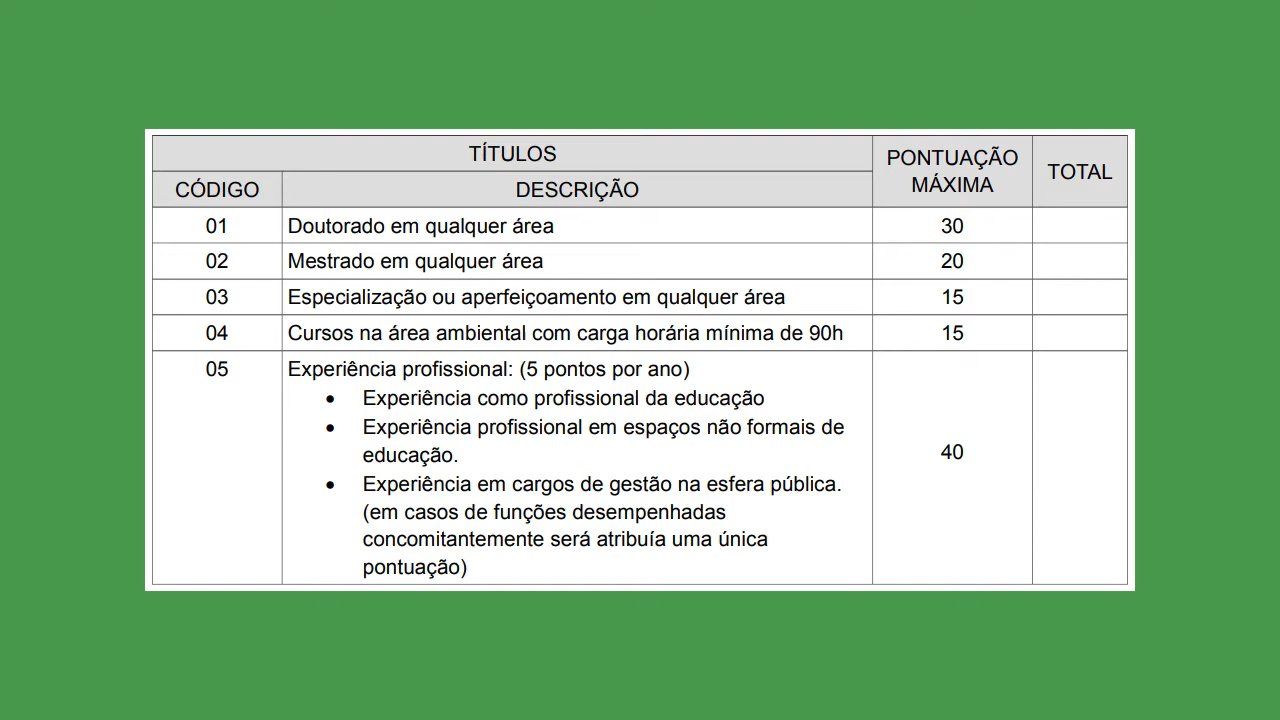 TÍTULOS
PONTUAÇÃO
MÁXIMA
TOTAL
CÓDIGO
DESCRIÇÃO
01 Doutorado em qualquer área 30
02 Mestrado em qualquer área 20
03 Especialização ou aperfeiçoamento em qualquer área 15
04 Cursos na área ambiental com carga horária mínima de 90h 15
05 Experiência profissional: (5 pontos por ano)
• Experiência como profissional da educação
• Experiência profissional em espaços não formais de
educação.
40
• Experiência em cargos de gestão na esfera pública.
(em casos de funções desempenhadas
concomitantemente será atribuía uma única
pontuação)